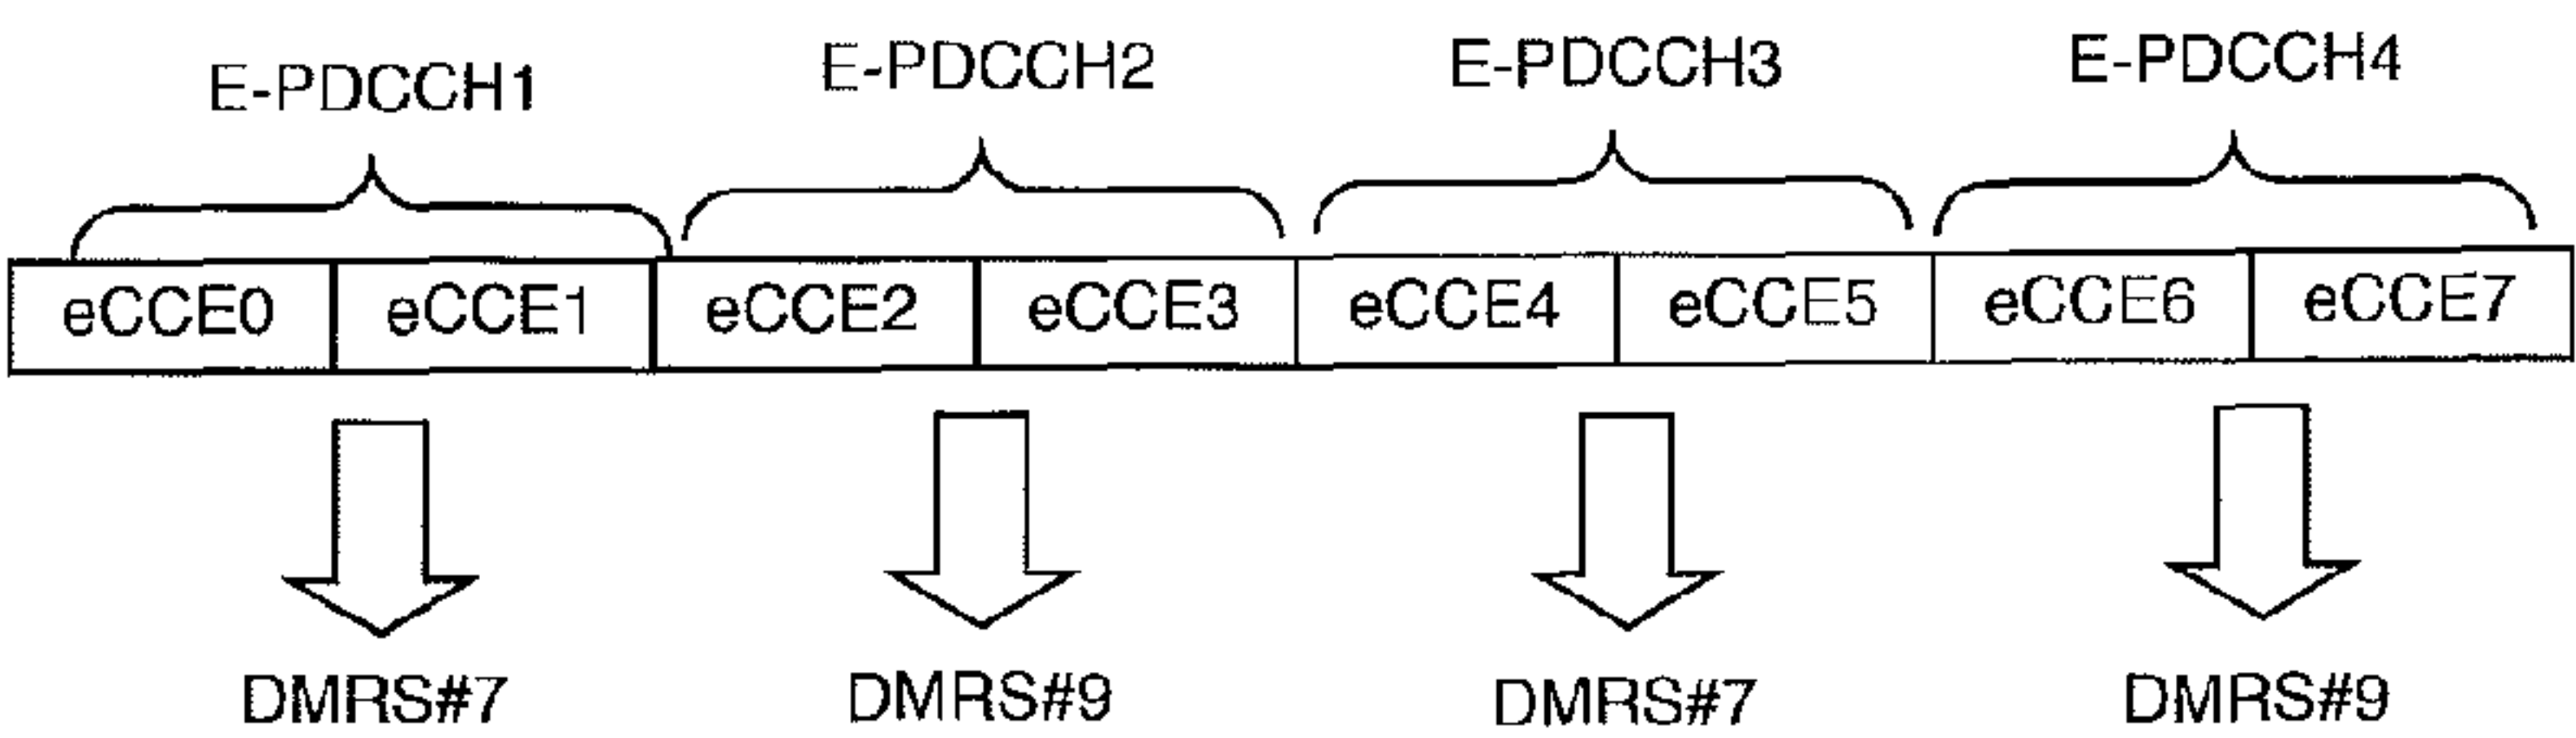 E-PDCCH1 E-PDCCH2 E-PDCCH3 E-PDCCH4
eCCE0 eCCE1 eCCE2 eCCE3 eCCE4 eCCE5 eCCE6 eCCE7
DMRS#7 DMRS#9 DMRS#7 DMRS#9